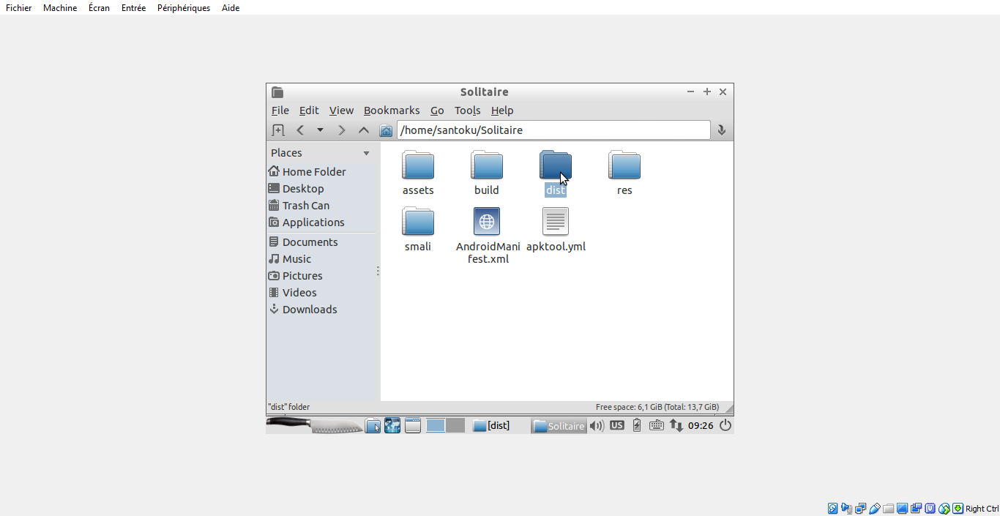 Fichier Machine Écran Entrée Périphériques Aide
Solitaire
File Edit View Bookmarks Go Tools Help
/home/santoku/Solitaire
Places
Home Folder
Desktop
Trash Can
Applications
Documents
Music
Pictures
Videos
Downloads
assets build dist res
smali AndroidMani apktool.yml
fest.xml
"dist" folder Free space: 6,1 GiB (Total: 13,7 GiB)
[dist] Solitaire US 09:26
Right Ctrl